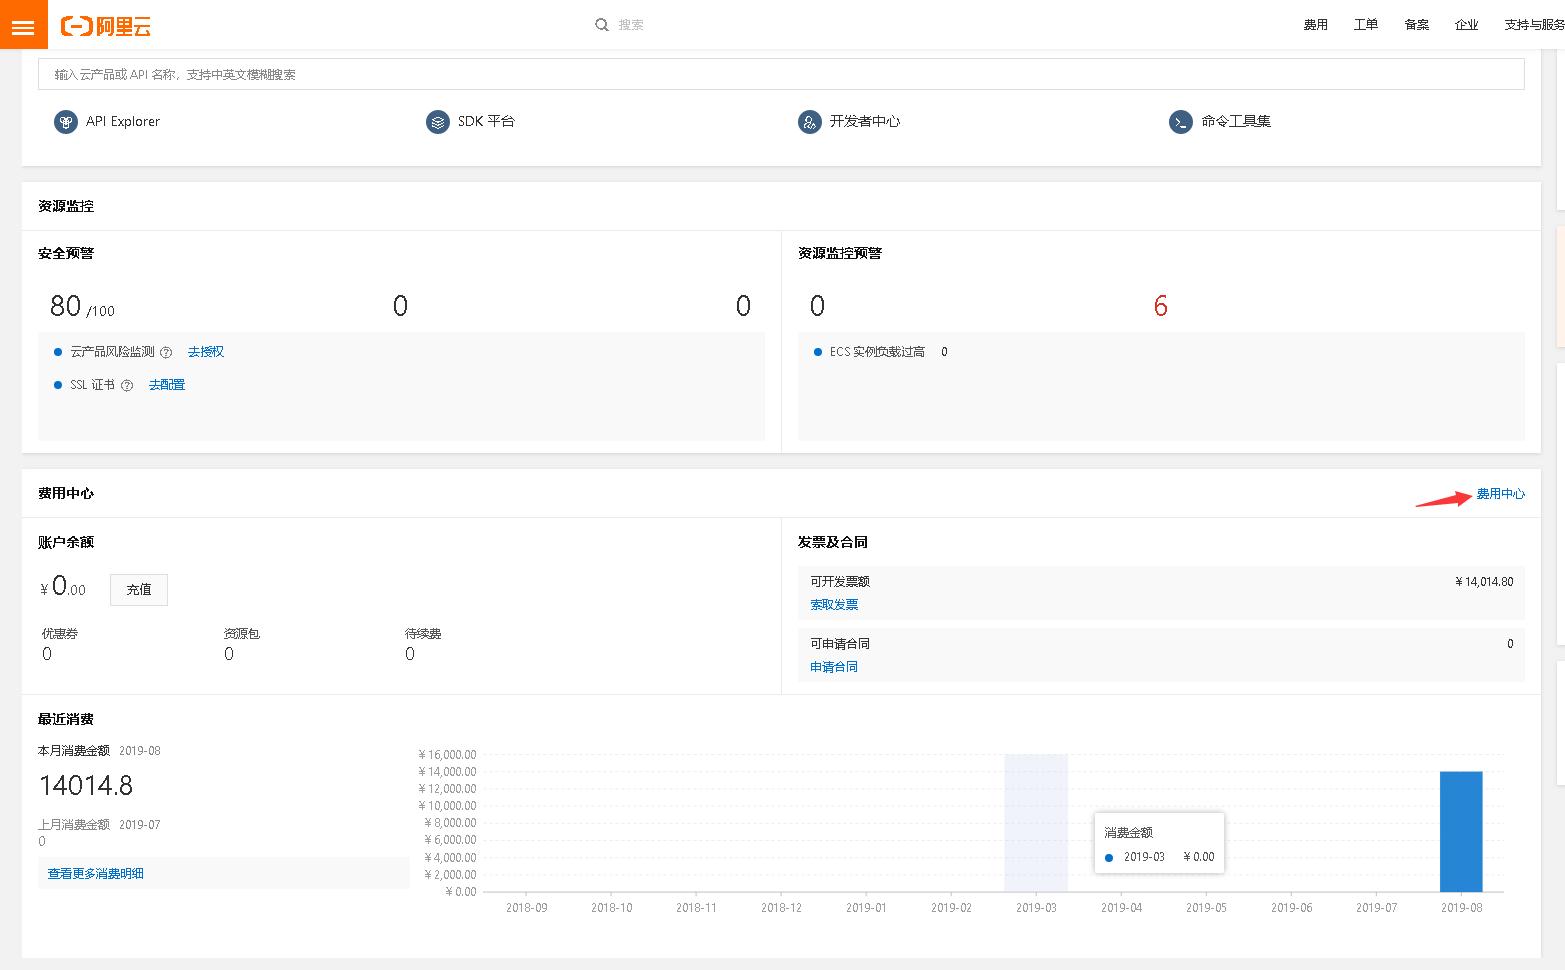 阿里云
搜索
费用 工单 备案 企业 支持与服务
输入云产品或 API 名称，支持中英文模糊搜索
API Explorer SDK 平台 开发者中心 命令工具集
资源监控
安全预警
80 /100 0 0
云产品风险监测 ? 去授权
SSL 证书 ? 去配置
资源监控预警
0 6
ECS 实例负载过高 0
费用中心 费用中心
账户余额
¥ 0.00 充值
优惠券 资源包 待续费
0 0 0
发票及合同
可开发票额 ¥ 14,014.80
索取发票
可申请合同 0
申请合同
最近消费
本月消费金额 2019-08
14014.8
上月消费金额 2019-07
0
查看更多消费明细
¥ 16,000.00
¥ 14,000.00
¥ 12,000.00
¥ 10,000.00
¥ 8,000.00
¥ 6,000.00
¥ 4,000.00
¥ 2,000.00
¥ 0.00
消费金额
2019-03 ¥ 0.00
2018-09 2018-10 2018-11 2018-12 2019-01 2019-02 2019-03 2019-04 2019-05 2019-06 2019-07 2019-08